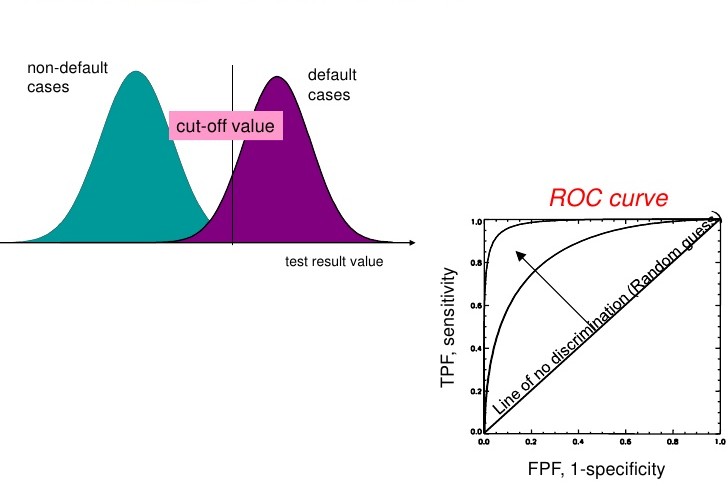 non-default
cases
default
cases
cut-off value
test result value
ROC curve
TPF, sensitivity
1.0
0.8
0.6
0.4
0.2
0.0
Line of no discrimination (Random guess)
0.0 0.2 0.4 0.6 0.8 1.0
FPF, 1-specificity